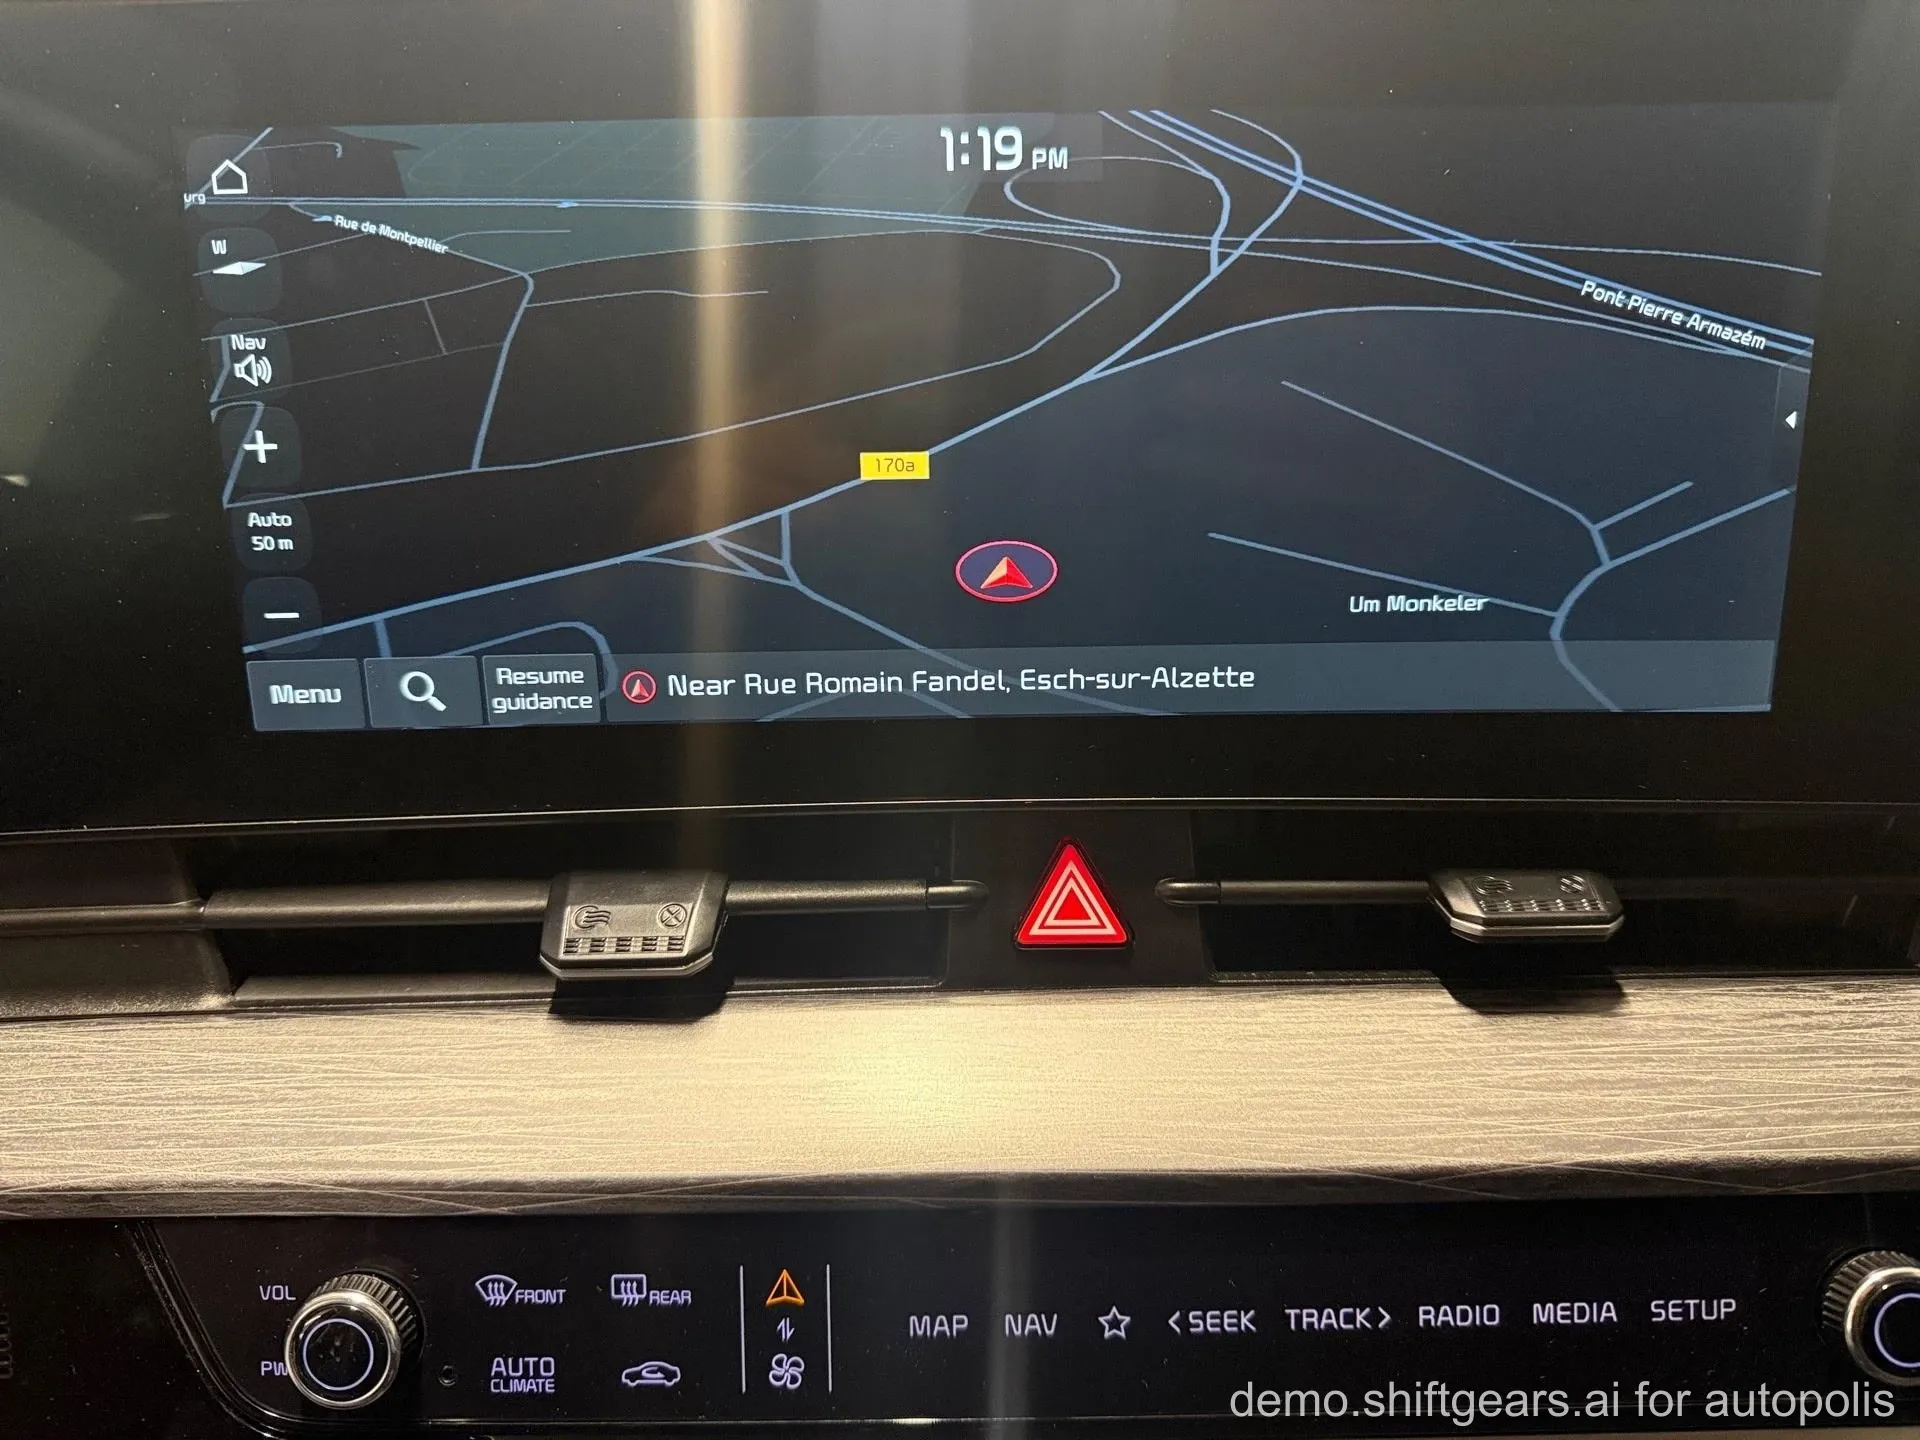 1:19 PM
urg
Rue de Montpellier
W
Pont Pierre Armazém
Nav
170a
Auto
50 m
Um Monkeler
Menu
Resume
guidance
Near Rue Romain Fandel, Esch-sur-Alzette
VOL
FRONT
REAR
MAP
NAV
< SEEK
TRACK >
RADIO
MEDIA
SETUP
PW
AUTO
CLIMATE
demo.shiftgears.ai for autopolis